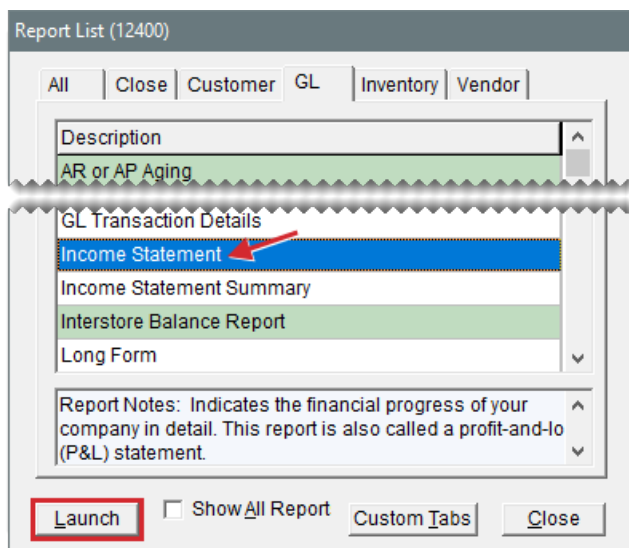 Report List (12400)
All Close Customer GL Inventory Vendor
Description
AR or AP Aging
GL Transaction Details
Income Statement
Income Statement Summary
Interstore Balance Report
Long Form
Report Notes: Indicates the financial progress of your
company in detail. This report is also called a profit-and-lo
(P&L) statement.
Launch Show All Report Custom Tabs Close